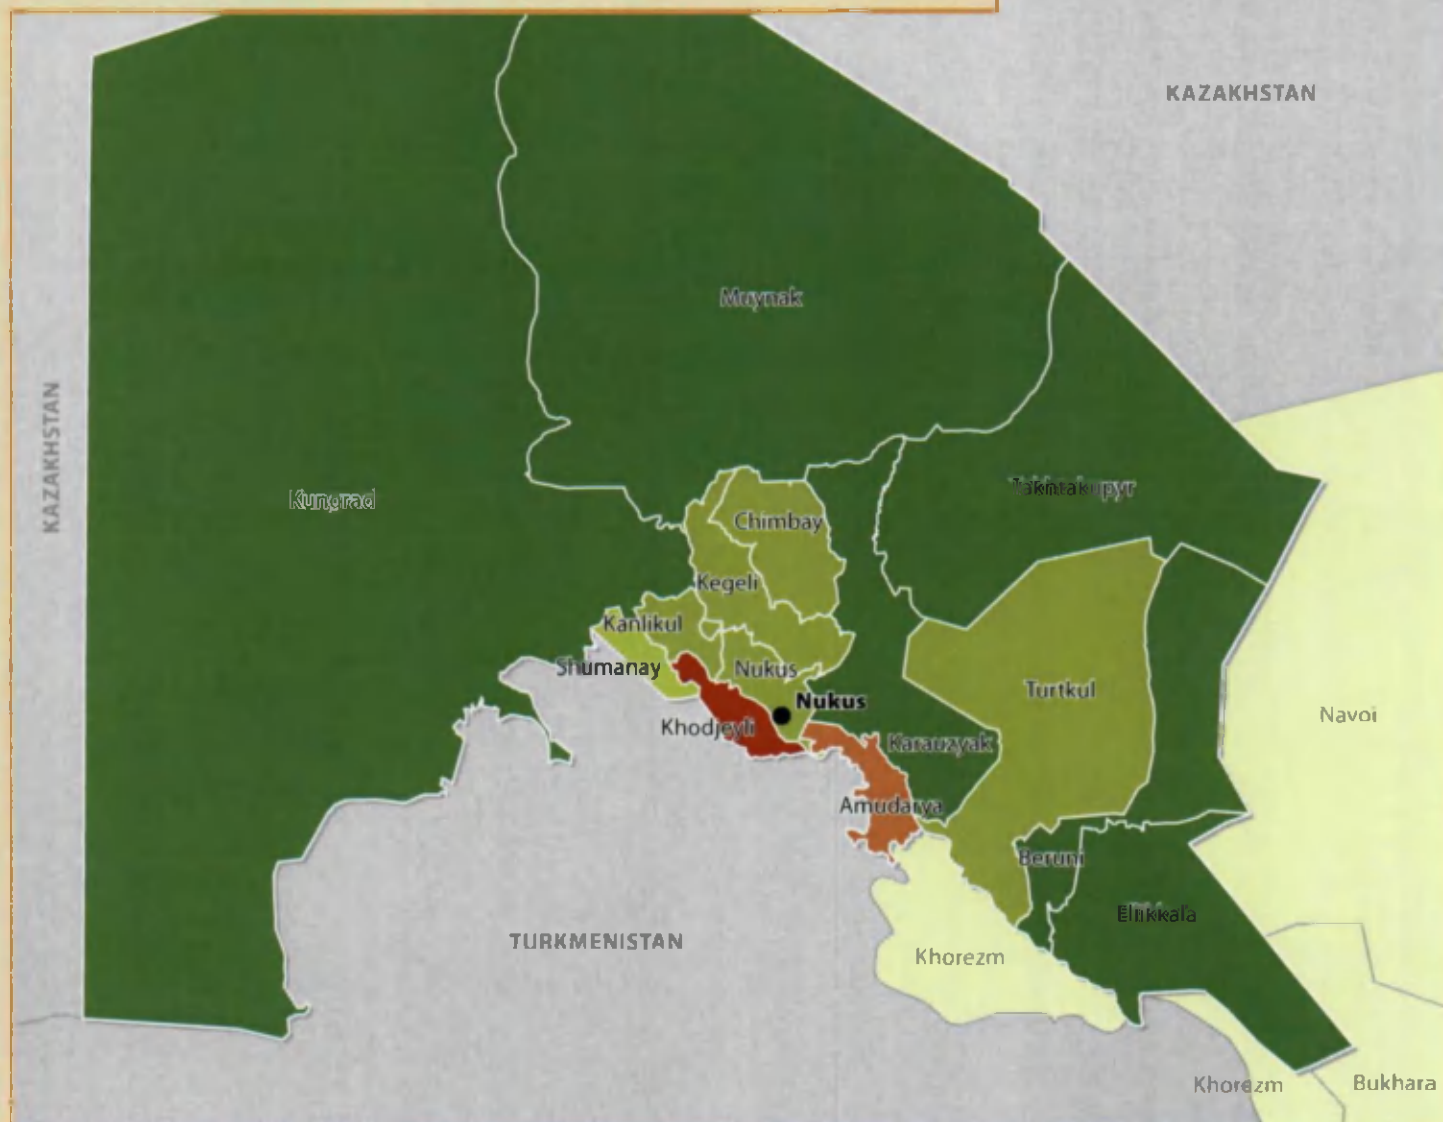 KAZAKHSTAN
Muynak
KAZAKHSTAN
Kungrad
Takhtakupyr
Chimbay
Kegeli
Kanlikul
Shumanay
Nukus
Turtkul
Nukus
Navoi
Khodjeyli
Karauzyak
Amudarya
Beruni
Ellikkala
TURKMENISTAN
Khorezm
Khorezm
Bukhara